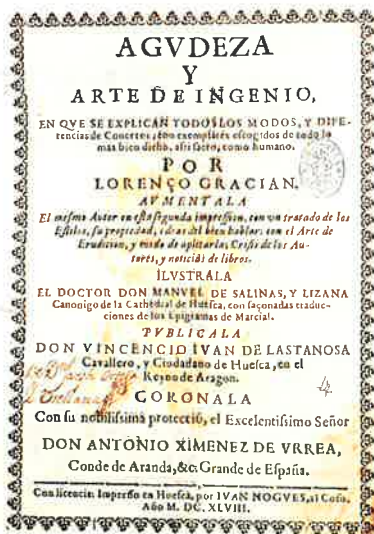 AGVDEZA
Y
ARTE DE INGENIO,
EN QVE SE EXPLICAN TODOS LOS MODOS, Y DIFE-
rencias de Concetos, con exemplares escogidos de todo lo
mas bien dicho, assi sacro, como humano.
POR
LORENÇO GRACIAN.
AVMENTALA
El mesmo Autor en esta segunda impression, con vn tratado de los
Estilos, su propiedad, ideas del bien hablar: con el Arte de
Erudicion, y modo de aplicarla; Crisis de los Au-
tores, y noticias de libros.
ILVSTRALA
EL DOCTOR DON MANVEL DE SALINAS, Y LIZANA
Canonigo de la Cathedral de Huesca, con saçonadas traduc-
ciones de los Epigramas de Marcial.
PVBLICALA
DON VINCENCIO IVAN DE LASTANOSA
Cavallero, y Ciudadano de Huesca, en el
Reyno de Aragon.
CORONALA
Con su nobilissima proteccio, el Excelentissimo Señor
DON ANTONIO XIMENEZ DE VRREA,
Conde de Aranda, &c. Grande de España.
Con licencia: Impresso en Huesca, por IVAN NOGVES, al Coso.
Año M. DC. XLVIII.